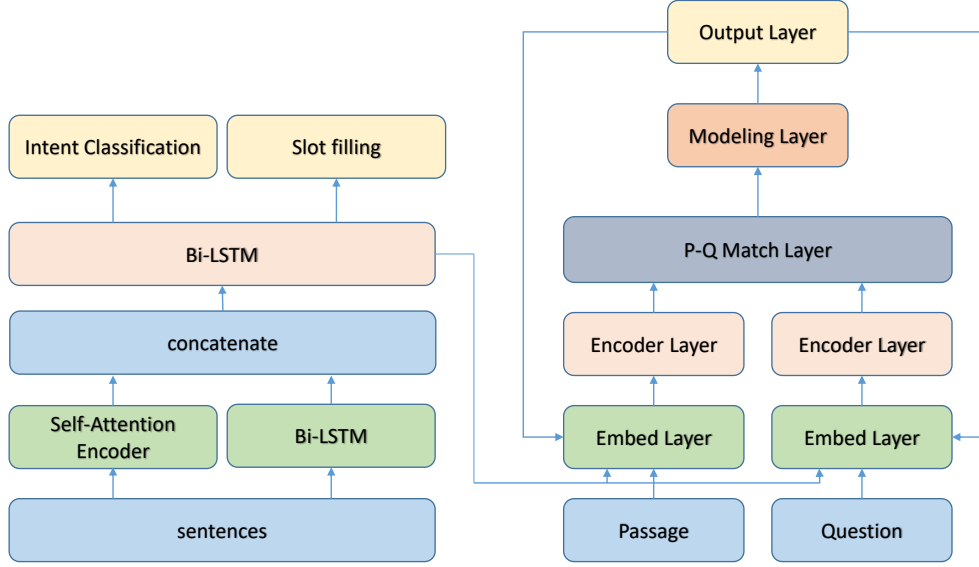 Output Layer
Intent Classification
Slot filling
Modeling Layer
Bi-LSTM
P-Q Match Layer
concatenate
Encoder Layer
Encoder Layer
Self-Attention
Encoder
Bi-LSTM
Embed Layer
Embed Layer
sentences
Passage
Question